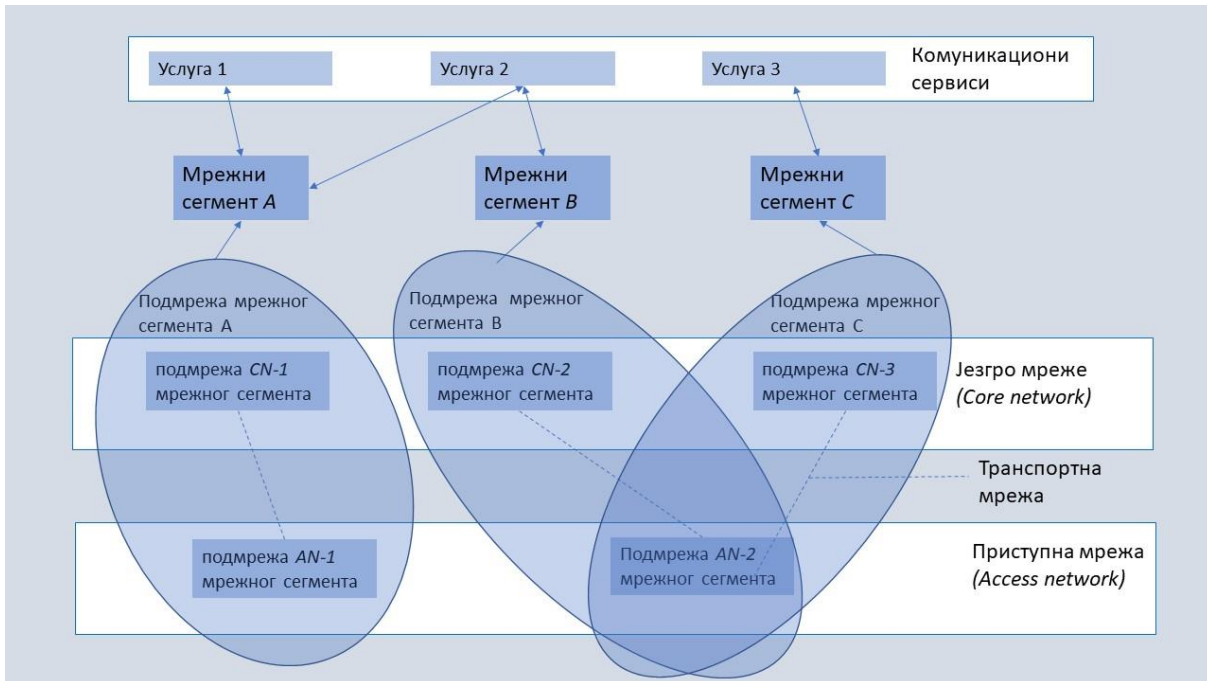 Услуга 1
Услуга 2
Услуга 3
Комуникациони
сервиси
Мрежни
сегмент A
Мрежни
сегмент B
Мрежни
сегмент C
Подмрежа мрежног
сегмента А
Подмрежа мрежног
сегмента В
Подмрежа мрежног
сегмента С
подмрежа CN-1
мрежног сегмента
подмрежа CN-2
мрежног сегмента
подмрежа CN-3
мрежног сегмента
Језгро мреже
(Core network)
Транспортна
мрежа
подмрежа AN-1
мрежног сегмента
Подмрежа AN-2
мрежног сегмента
Приступна мрежа
(Access network)